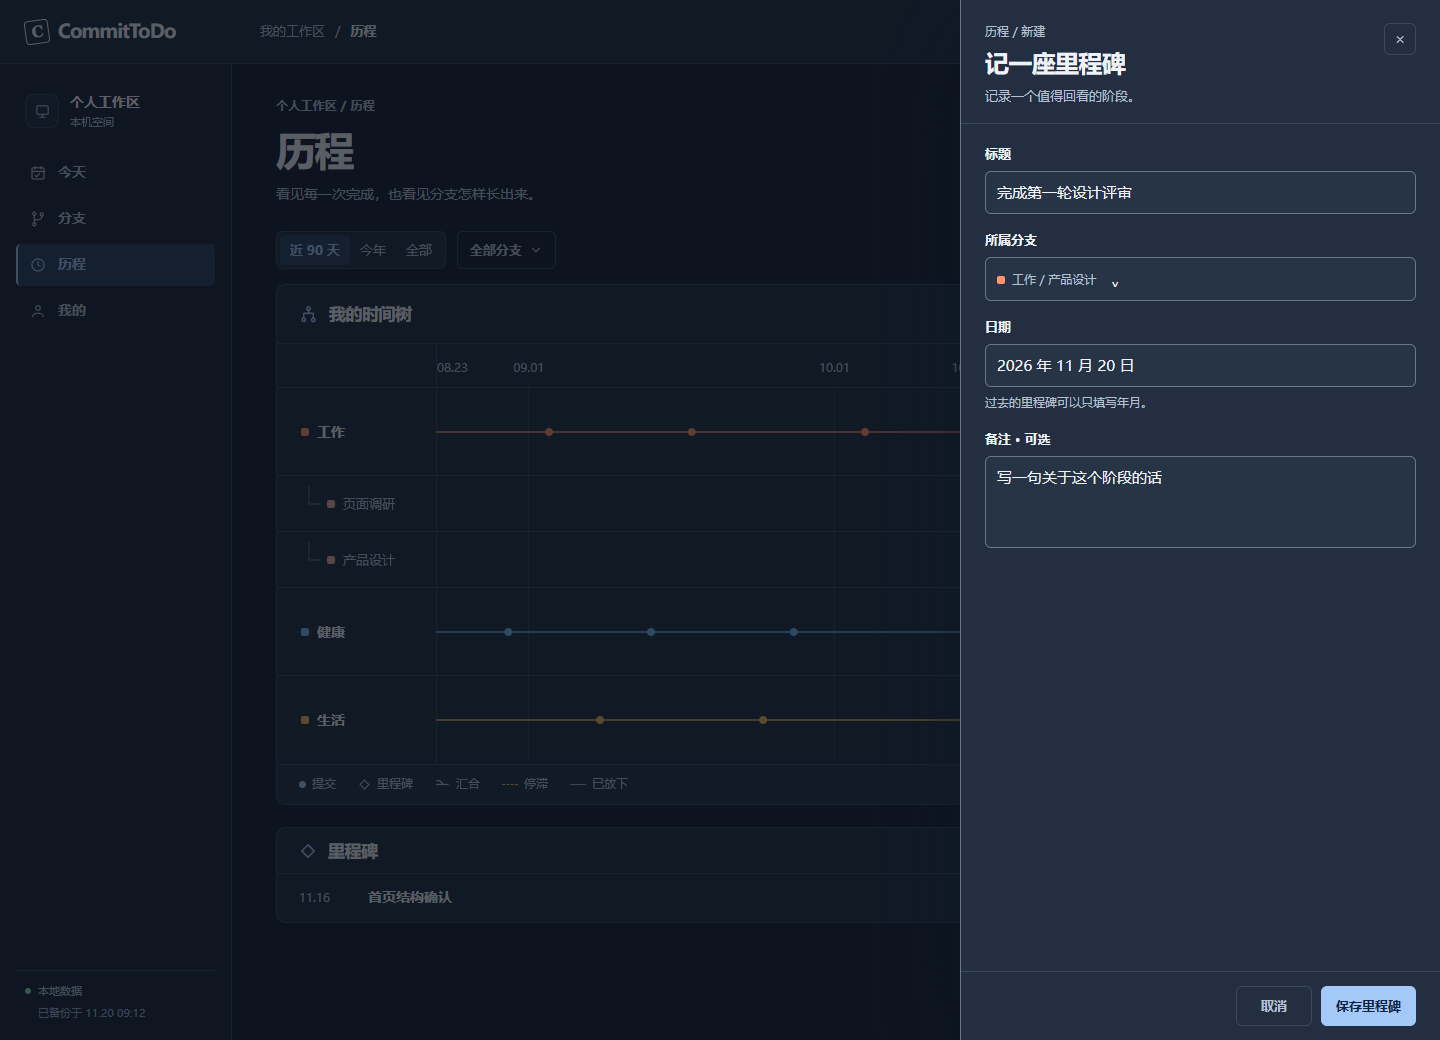 C CommitToDo
我的工作区 / 历程
个人工作区
本机空间
今天
分支
历程
我的
本地数据
已备份于 11.20 09:12
个人工作区 / 历程
历程
看见每一次完成，也看见分支怎样长出来。
近 90 天 今年 全部 全部分支
我的时间树
08.23 09.01 10.01 1
工作
页面调研
产品设计
健康
生活
提交 里程碑 汇合 停滞 已放下
里程碑
11.16 首页结构确认
历程 / 新建
×
记一座里程碑
记录一个值得回看的阶段。
标题
完成第一轮设计评审
所属分支
工作 / 产品设计
日期
2026 年 11 月 20 日
过去的里程碑可以只填写年月。
备注 • 可选
写一句关于这个阶段的话
取消 保存里程碑